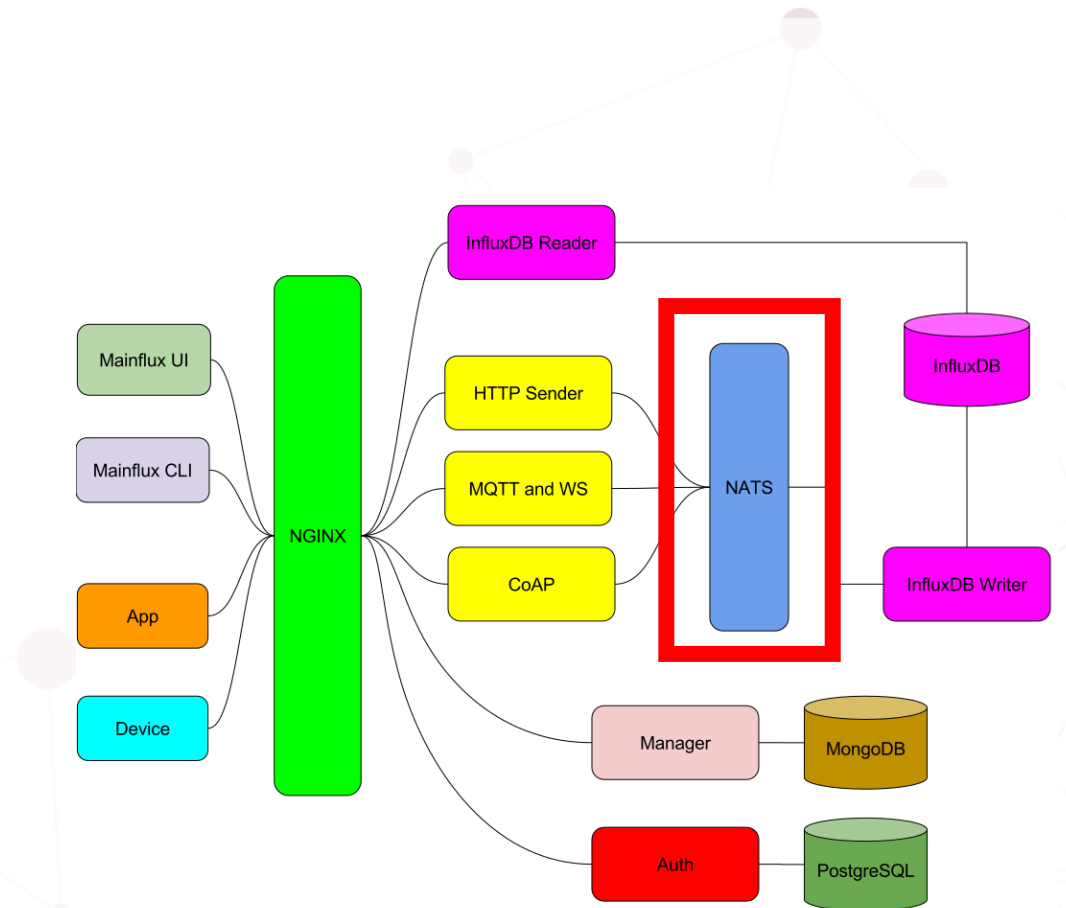 InfluxDB Reader
Mainflux UI
InfluxDB
HTTP Sender
Mainflux CLI
MQTT and WS
NATS
NGINX
CoAP
InfluxDB Writer
App
Device
Manager
MongoDB
Auth
PostgreSQL